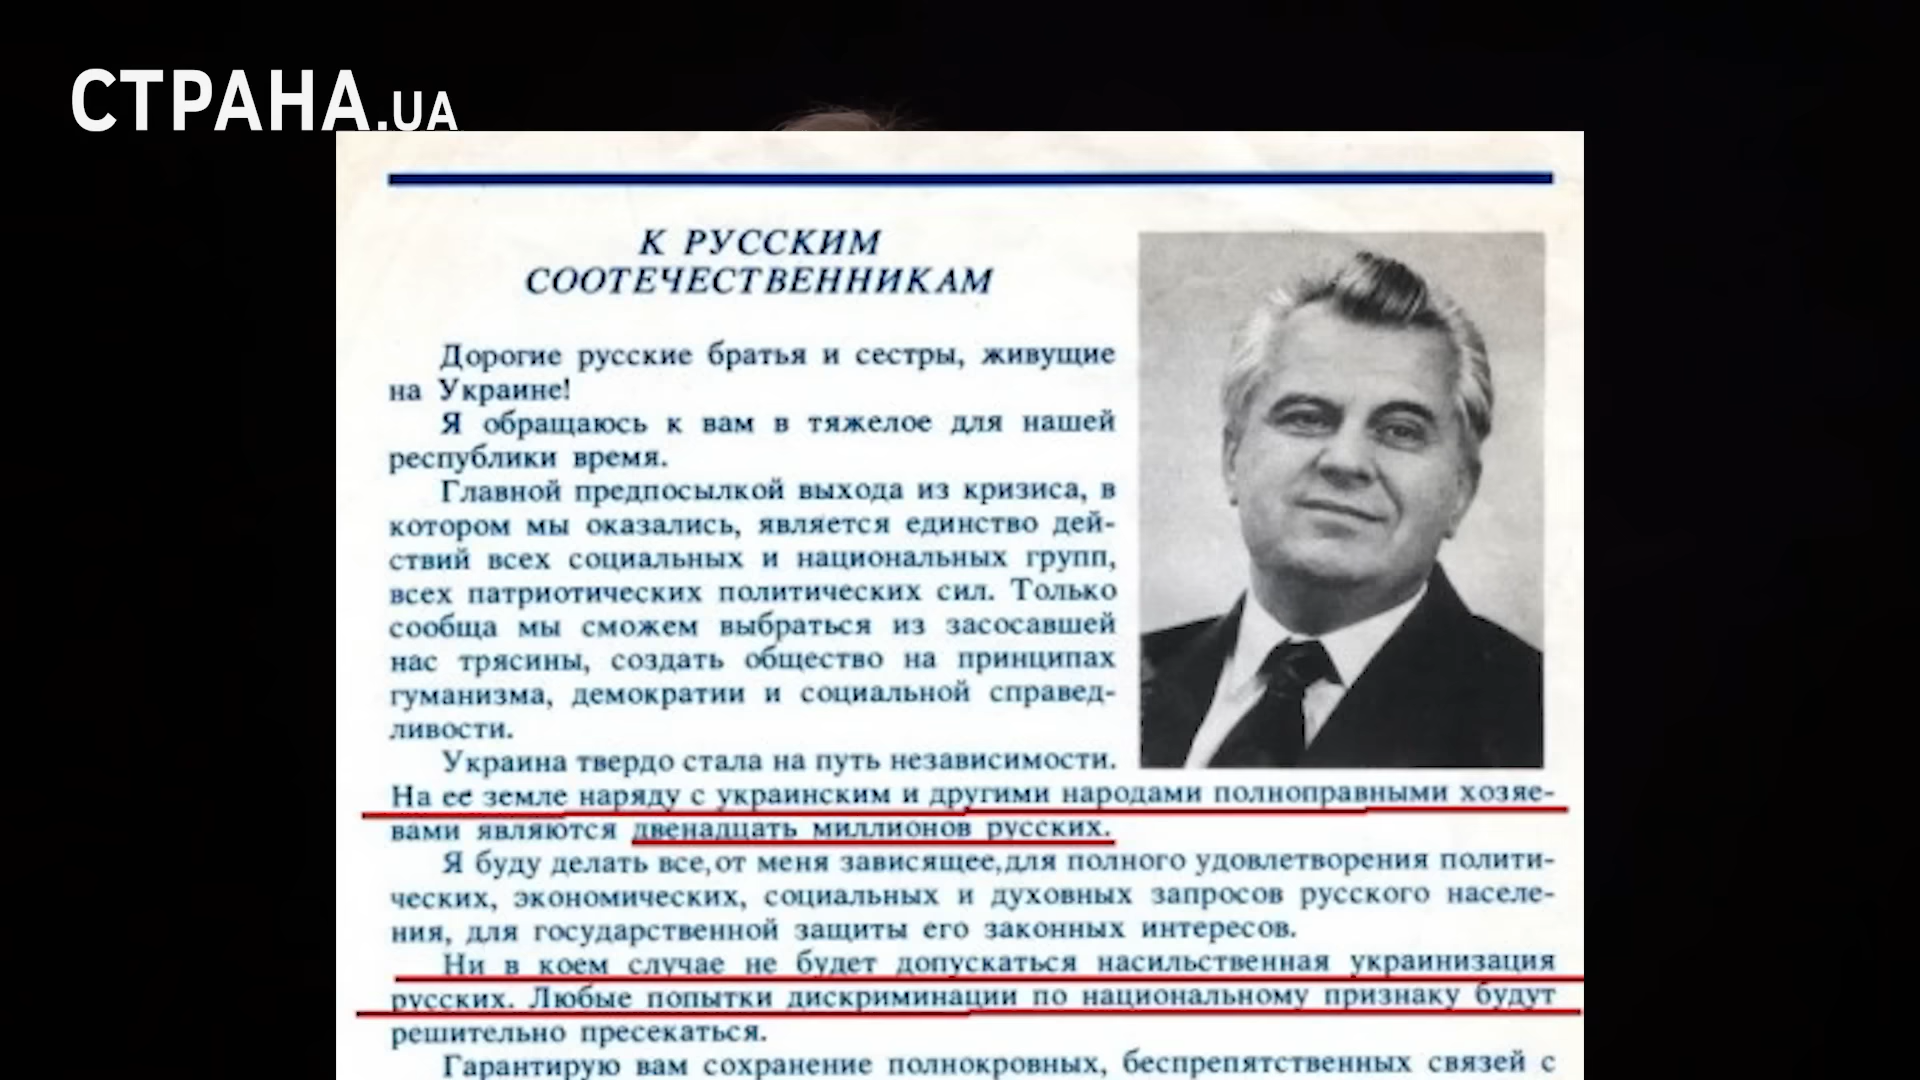 СТРАНА.UA
К РУССКИМ
СООТЕЧЕСТВЕННИКАМ
Дорогие русские братья и сестры, живущие
на Украине!
Я обращаюсь к вам в тяжелое для нашей
республики время.
Главной предпосылкой выхода из кризиса, в
котором мы оказались, является единство дей-
ствий всех социальных и национальных групп,
всех патриотических политических сил. Только
сообща мы сможем выбраться из засосавшей
нас трясины, создать общество на принципах
гуманизма, демократии и социальной справед-
ливости.
Украина твердо стала на путь независимости.
На ее земле наряду с украинским и другими народами полноправными хозяе-
вами являются двенадцать миллионов русских.
Я буду делать все, от меня зависящее, для полного удовлетворения полити-
ческих, экономических, социальных и духовных запросов русского населе-
ния, для государственной защиты его законных интересов.
Ни в коем случае не будет допускаться насильственная украинизация
русских. Любые попытки дискриминации по национальному признаку будут
решительно пресекаться.
Гарантирую вам сохранение полнокровных, беспрепятственных связей с